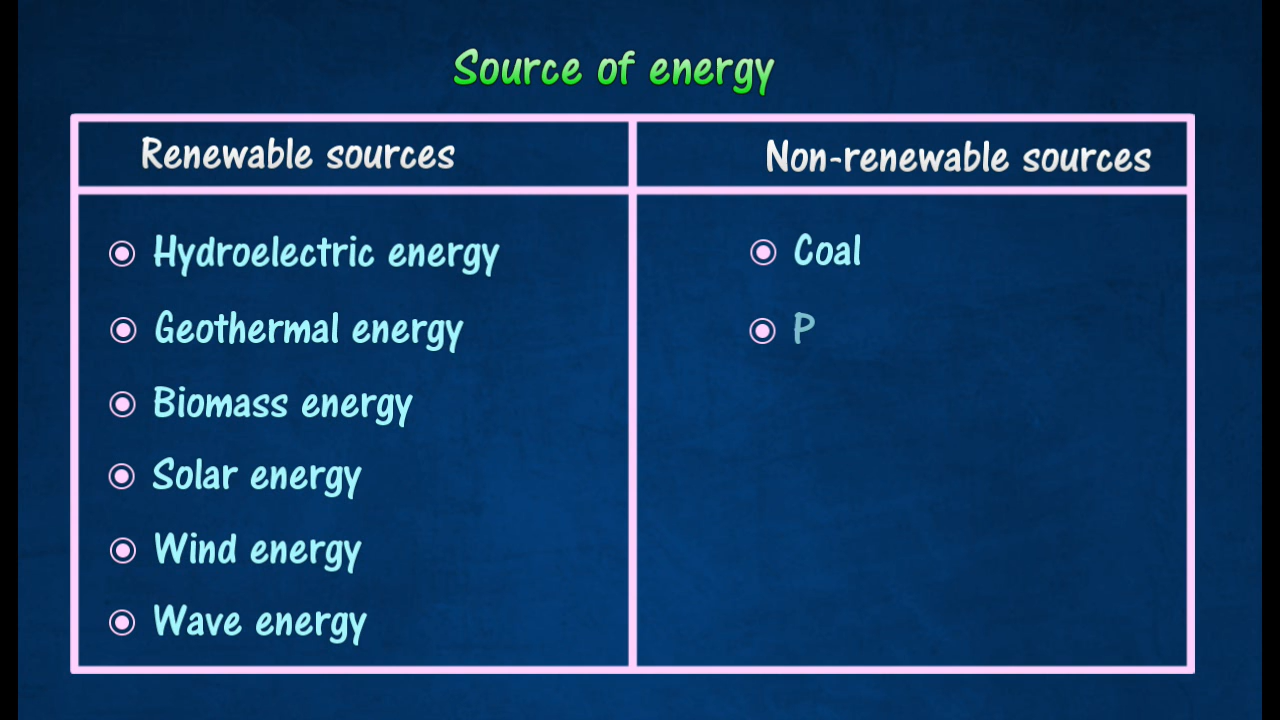 Source of energy
Renewable sources
Non-renewable sources
Hydroelectric energy
Geothermal energy
Biomass energy
Solar energy
Wind energy
Wave energy
Coal
P